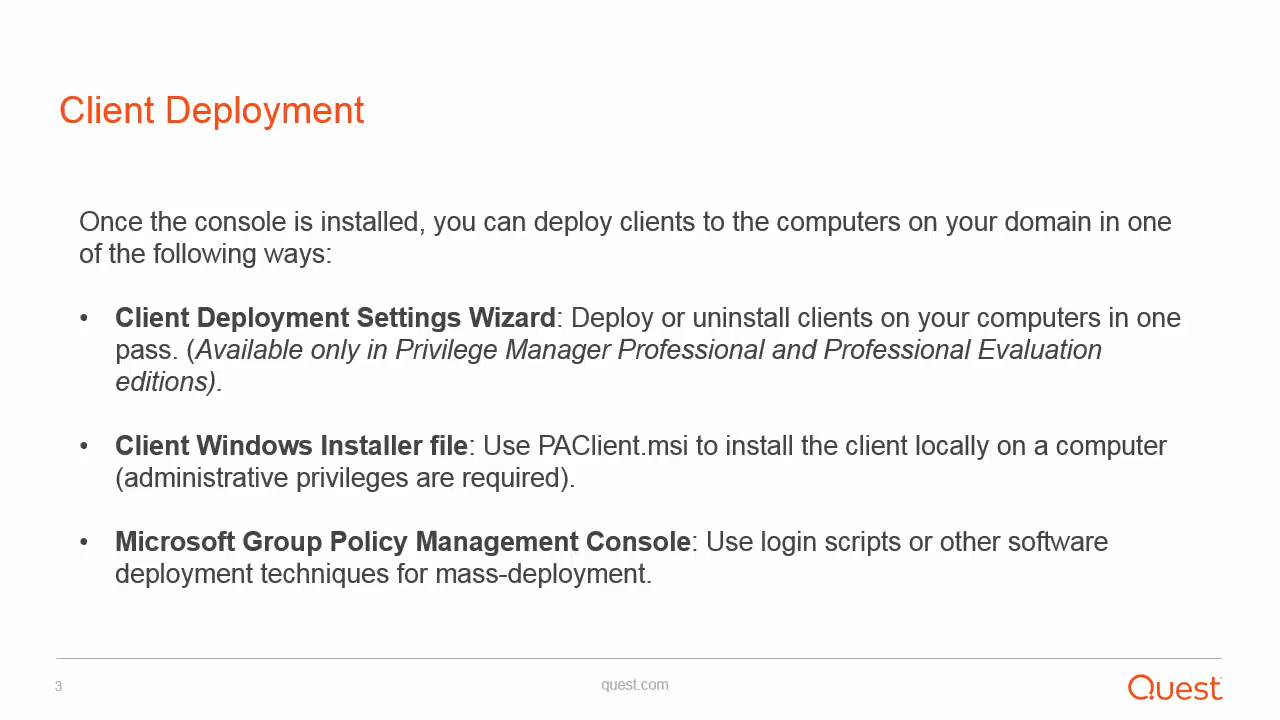 Client Deployment
Once the console is installed, you can deploy clients to the computers on your domain in one
of the following ways:
• Client Deployment Settings Wizard: Deploy or uninstall clients on your computers in one
pass. (Available only in Privilege Manager Professional and Professional Evaluation
editions).
• Client Windows Installer file: Use PAClient.msi to install the client locally on a computer
(administrative privileges are required).
• Microsoft Group Policy Management Console: Use login scripts or other software
deployment techniques for mass-deployment.
3
quest.com
Quest